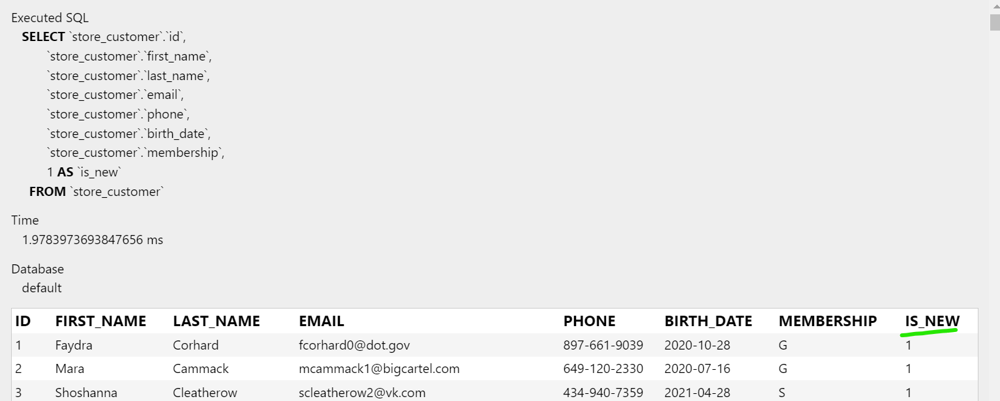 Executed SQL
SELECT `store_customer`.`id`,
`store_customer`.`first_name`,
`store_customer`.`last_name`,
`store_customer`.`email`,
`store_customer`.`phone`,
`store_customer`.`birth_date`,
`store_customer`.`membership`,
1 AS `is_new`
FROM `store_customer`
Time
1.9783973693847656 ms
Database
default
ID FIRST_NAME LAST_NAME EMAIL PHONE BIRTH_DATE MEMBERSHIP IS_NEW
1 Faydra Corhard fcorhard0@dot.gov 897-661-9039 2020-10-28 G 1
2 Mara Cammack mcammack1@bigcartel.com 649-120-2330 2020-07-16 G 1
3 Shoshanna Cleatherow scleatherow2@vk.com 434-940-7359 2021-04-28 S 1